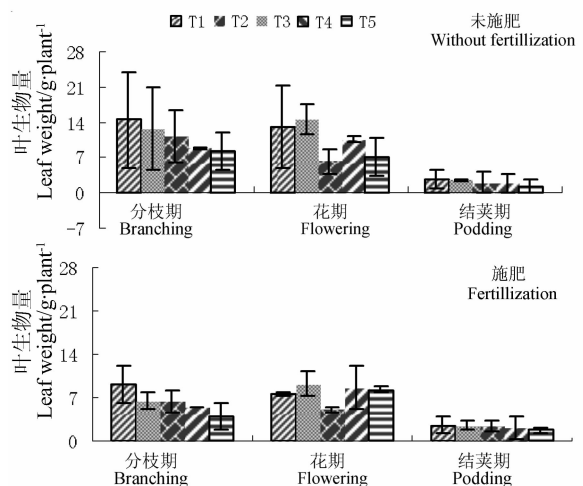 T1 T2 T3 T4 T5
未施肥
Without fertillization
叶生物量
Leaf weight/g·plant-1
28
21
14
7
0
-7
分枝期 花期 结荚期
Branching Flowering Podding
施肥
Fertillization
叶生物量
Leaf weight/g·plant-1
28
14
7
0
分枝期 花期 结荚期
Branching Flowering Podding